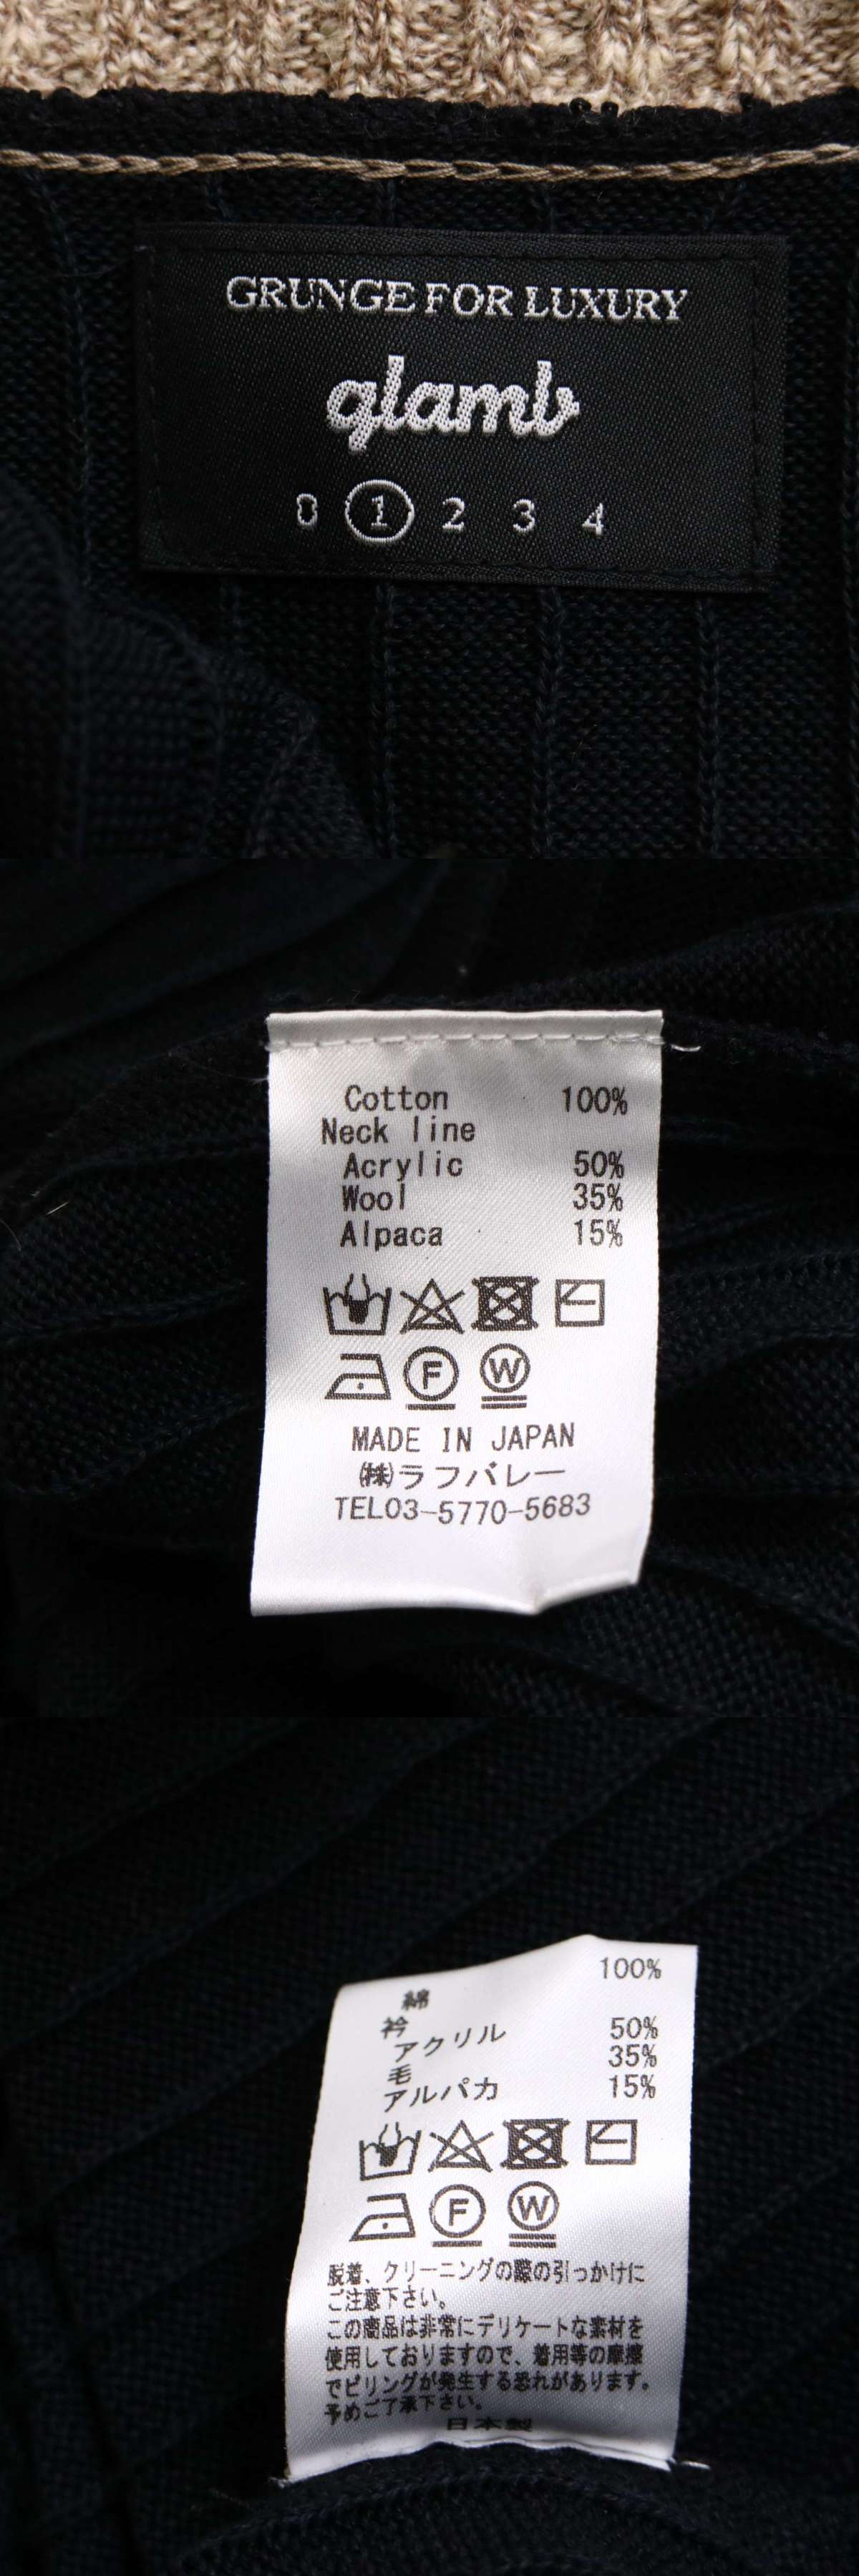 GRUNGE FOR LUXURY
glamb
0 1 2 3 4
Cotton 100%
Neck line
Acrylic 50%
Wool 35%
Alpaca 15%
F W
MADE IN JAPAN
㈱ラフバレー
TEL03-5770-5683
綿 100%
衿
アクリル 50%
毛 35%
アルパカ 15%
F W
脱着、クリーニングの際の引っかけに
ご注意下さい。
この商品は非常にデリケートな素材を
使用しておりますので、着用等の摩擦
でピリングが発生する恐れがあります。
予めご了承下さい。
日本製